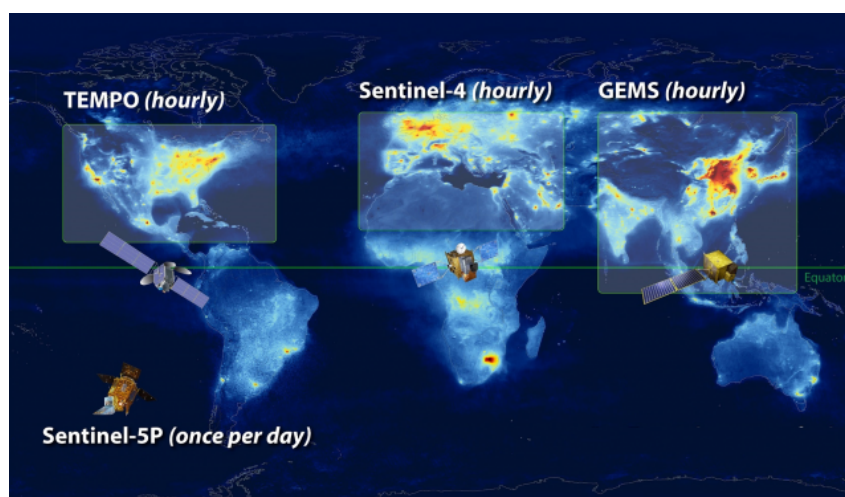 TEMPO (hourly)
Sentinel-4 (hourly)
GEMS (hourly)
Equator
Sentinel-5P (once per day)